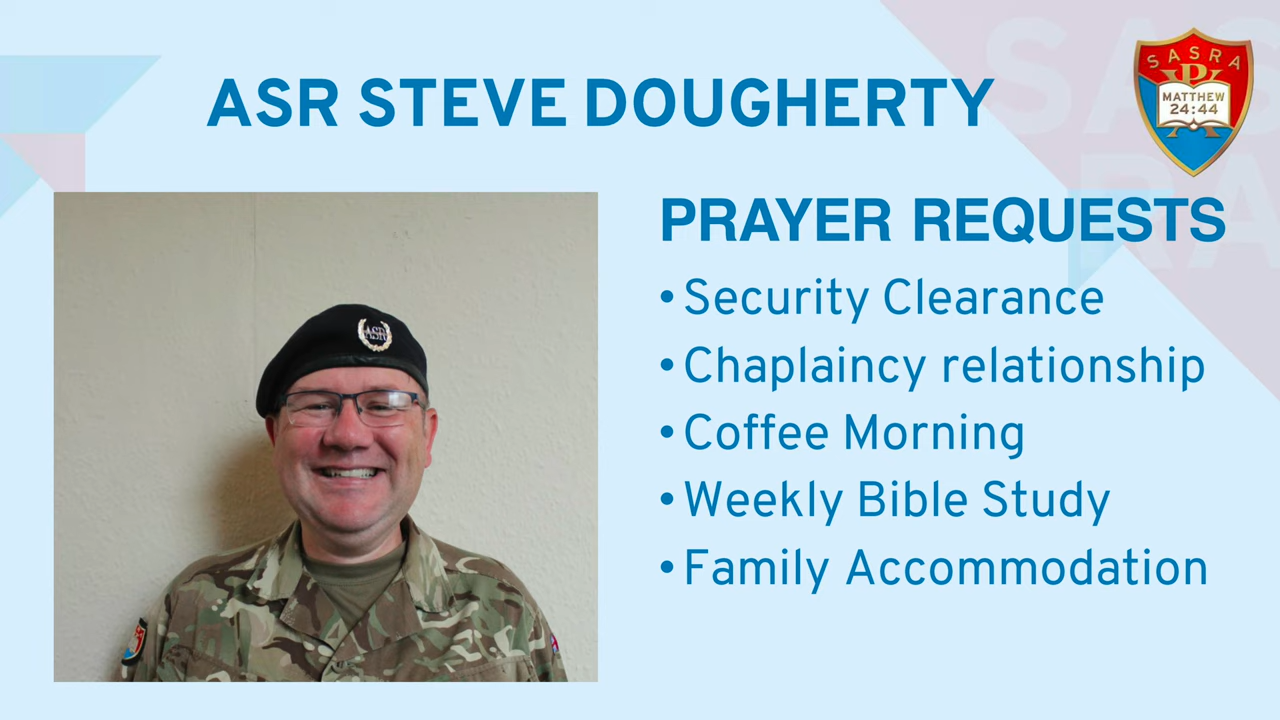 ASR STEVE DOUGHERTY
SASRA
MATTHEW
24:44
PRAYER REQUESTS
• Security Clearance
• Chaplaincy relationship
• Coffee Morning
• Weekly Bible Study
• Family Accommodation
ASR